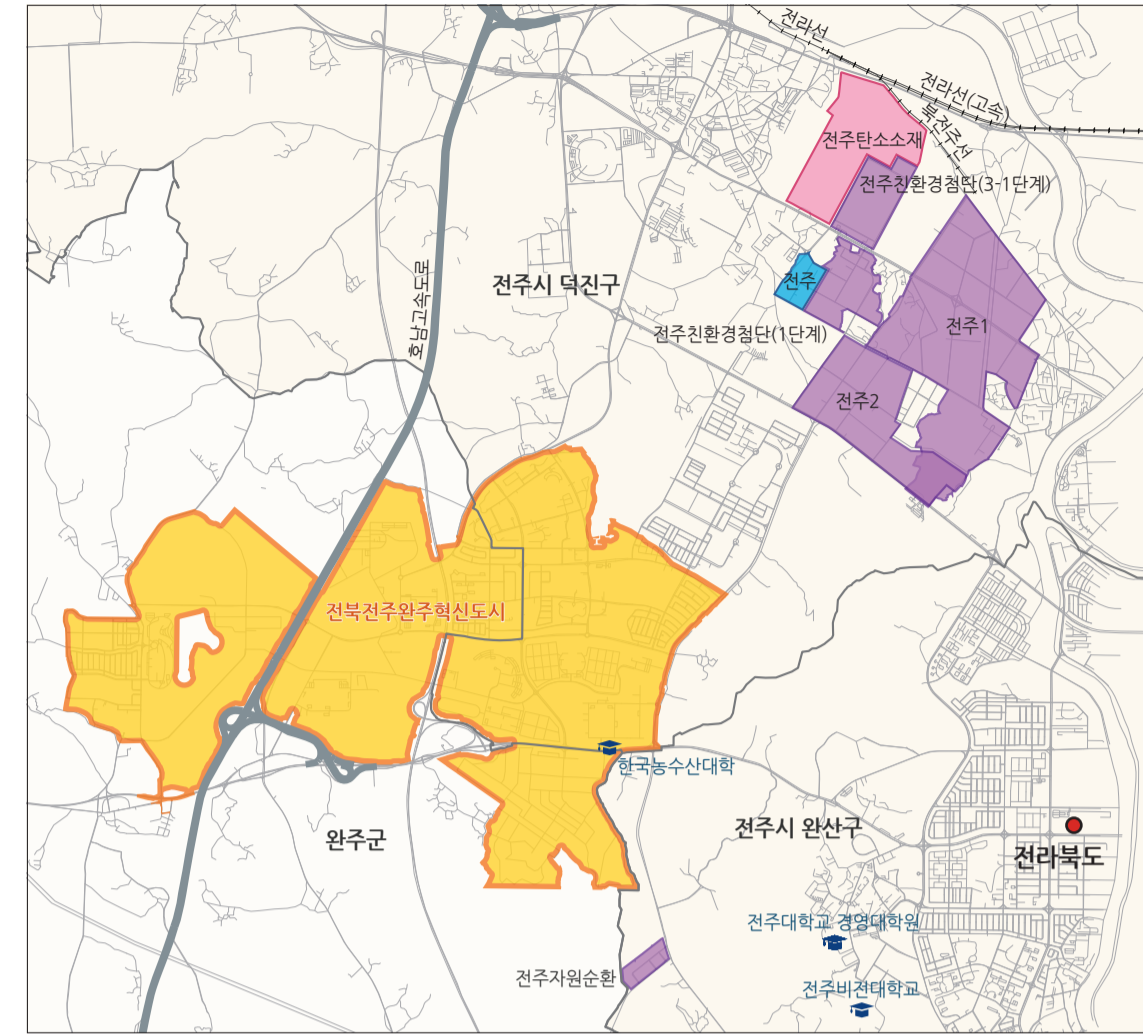 전라선
전라선(고속)
북전주선
전주탄소소재
전주친환경첨단(3-1단계)
호남고속도로
전주시 덕진구
전주
전주1
전주친환경첨단(1단계)
전주2
전북전주완주혁신도시
한국농수산대학
완주군
전주시 완산구
전라북도
전주대학교 경영대학원
전주자원순환
전주비전대학교